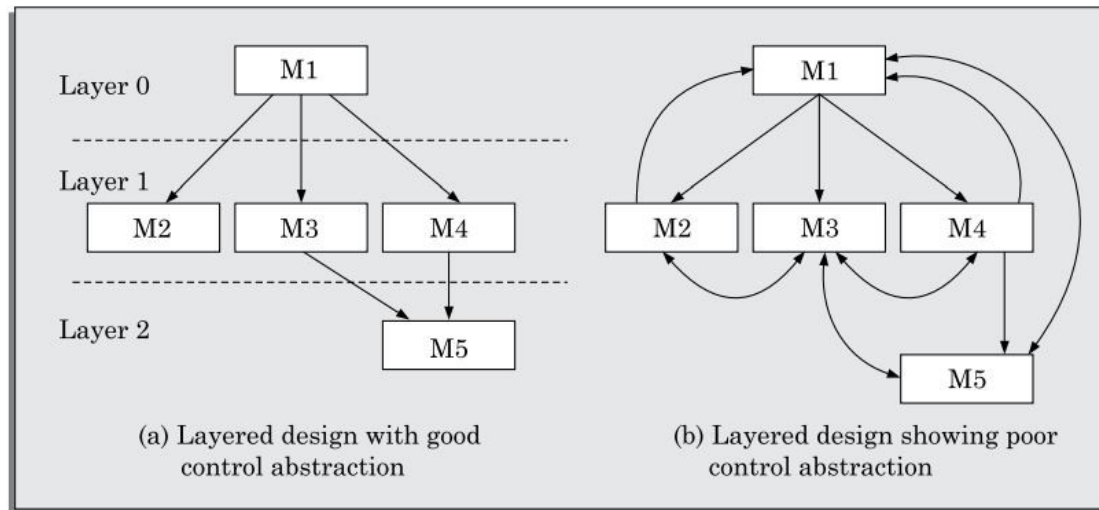 Layer 0
M1
Layer 1
M2
M3
M4
Layer 2
M5
(a) Layered design with good
control abstraction
M1
M2
M3
M4
M5
(b) Layered design showing poor
control abstraction